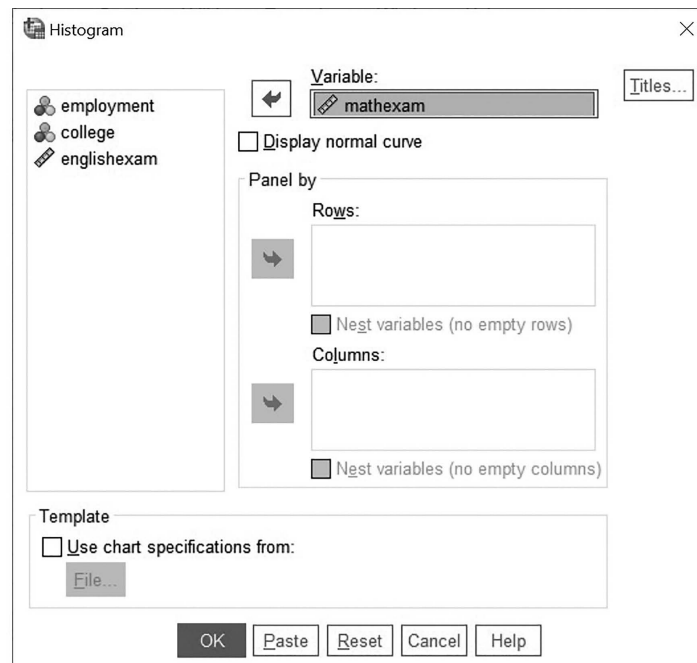 Histogram
Variable:
mathexam
Titles...
employment
college
englishexam
Display normal curve
Panel by
Rows:
Nest variables (no empty rows)
Columns:
Nest variables (no empty columns)
Template
Use chart specifications from:
File...
OK Paste Reset Cancel Help